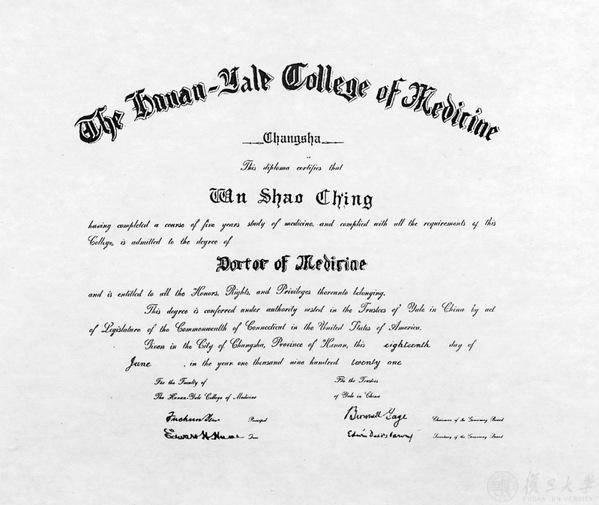 The Hunan-Yale College of Medicine
Changsha
This diploma certifies that
Wu Shao Ching
having completed a course of five years study of medicine, and complied with all the requirements of this
College, is admitted to the degree of
Doctor of Medicine
and is entitled to all the Honors, Rights, and Privileges thereunto belonging.
This degree is conferred under authority vested in the Trustees of Yale in China by act
of Legislature of the Commonwealth of Connecticut in the United States of America.
Given in the City of Changsha, Province of Hunan, this eighteenth day of
June, in the year one thousand nine hundred twenty one
For the Faculty of
The Hunan-Yale College of Medicine
For the Trustees
of Yale in China
Principal
Edward H. Hume Dean
Brownell Gage Chairman of the Governing Board
Edwin Secretary of the Governing Board
復旦大學
FUDAN UNIVERSITY